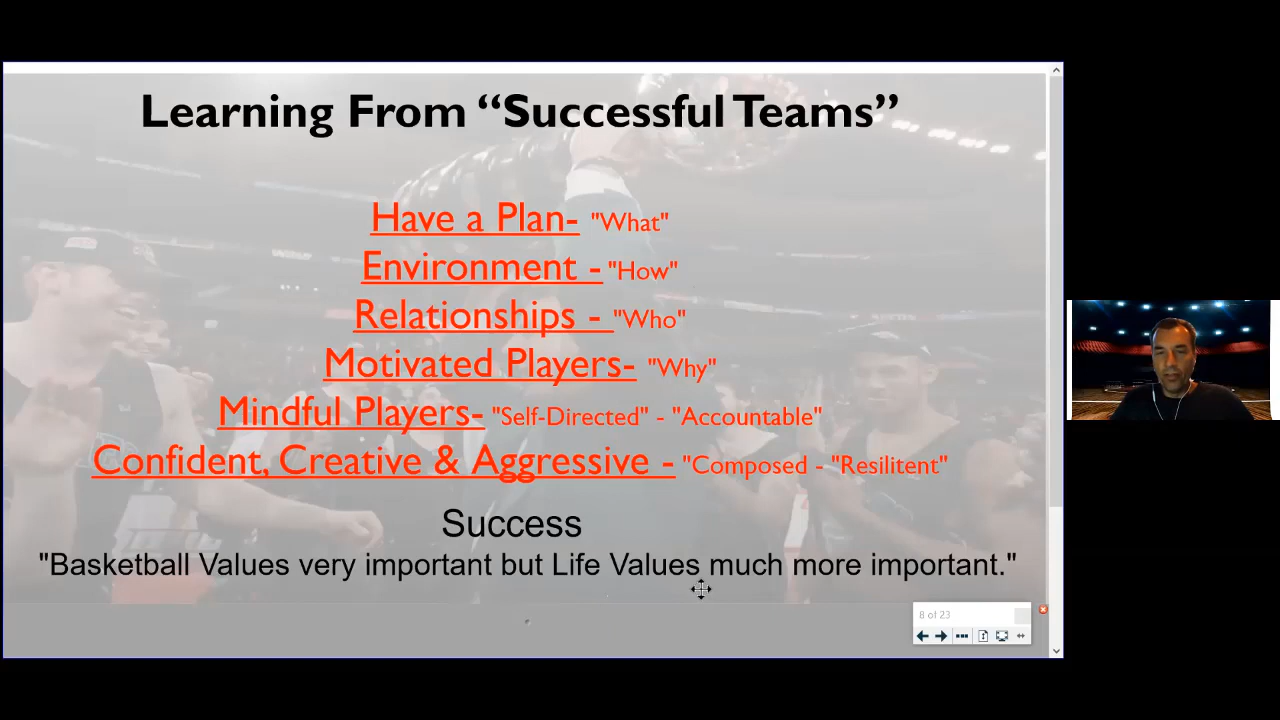 Learning From “Successful Teams”
Have a Plan- "What"
Environment - "How"
Relationships - "Who"
Motivated Players- "Why"
Mindful Players- "Self-Directed" - "Accountable"
Confident, Creative & Aggressive - "Composed - "Resilitent"
Success
"Basketball Values very important but Life Values much more important."
8 of 23